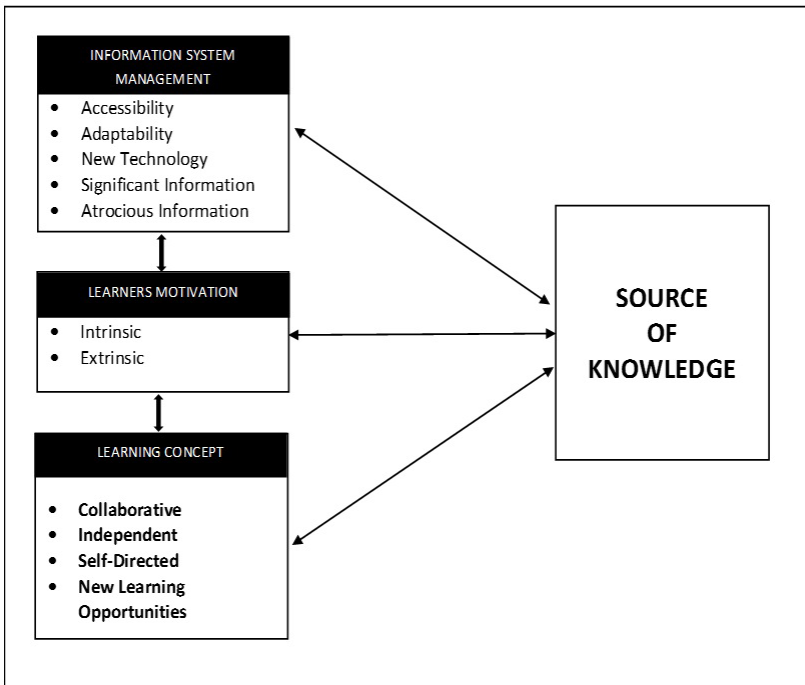 INFORMATION SYSTEM
MANAGEMENT
• Accessibility
• Adaptability
• New Technology
• Significant Information
• Atrocious Information
LEARNERS MOTIVATION
• Intrinsic
• Extrinsic
LEARNING CONCEPT
• Collaborative
• Independent
• Self-Directed
• New Learning
Opportunities
SOURCE
OF
KNOWLEDGE